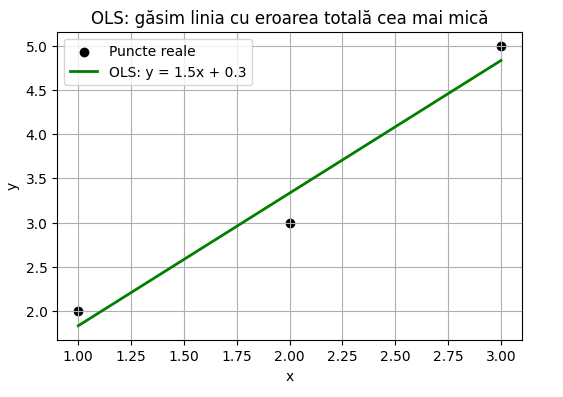 OLS: găsim linia cu eroarea totală cea mai mică
Puncte reale
OLS: y = 1.5x + 0.3
5.0
4.5
4.0
3.5
3.0
2.5
2.0
y
1.00 1.25 1.50 1.75 2.00 2.25 2.50 2.75 3.00
x